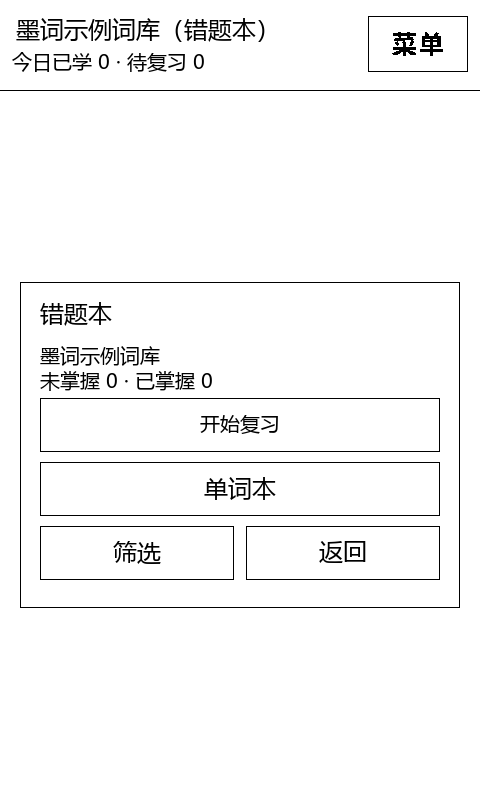 墨词示例词库（错题本）
今日已学 0 · 待复习 0
菜单
错题本
墨词示例词库
未掌握 0 · 已掌握 0
开始复习
单词本
筛选
返回